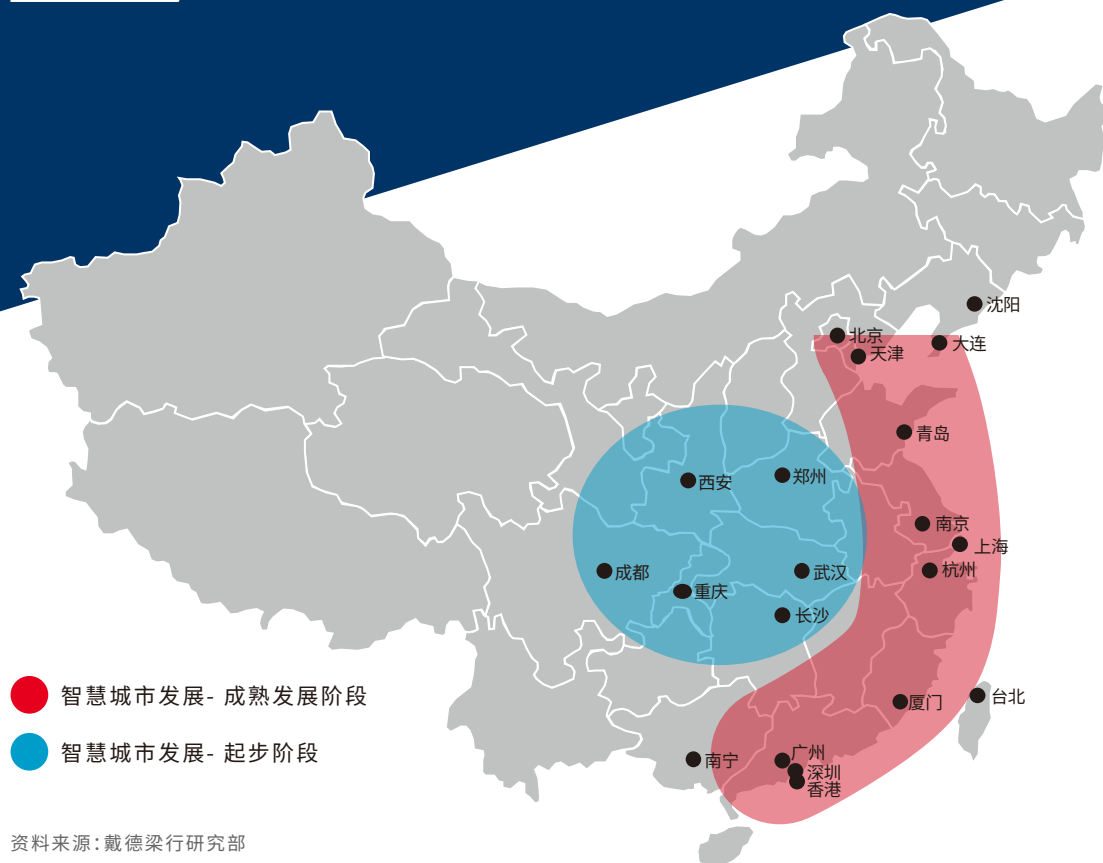 沈阳
北京
大连
天津
青岛
郑州
西安
南京
上海
成都
武汉
杭州
重庆
长沙
智慧城市发展- 成熟发展阶段
台北
厦门
智慧城市发展- 起步阶段
广州
南宁
深圳
香港
资料来源:戴德梁行研究部